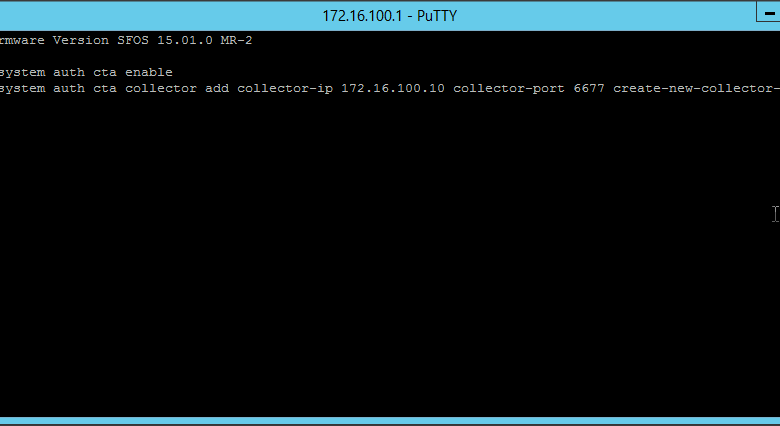 172.16.100.1 - PuTTY
rmware Version SFOS 15.01.0 MR-2
system auth cta enable
system auth cta collector add collector-ip 172.16.100.10 collector-port 6677 create-new-collector-